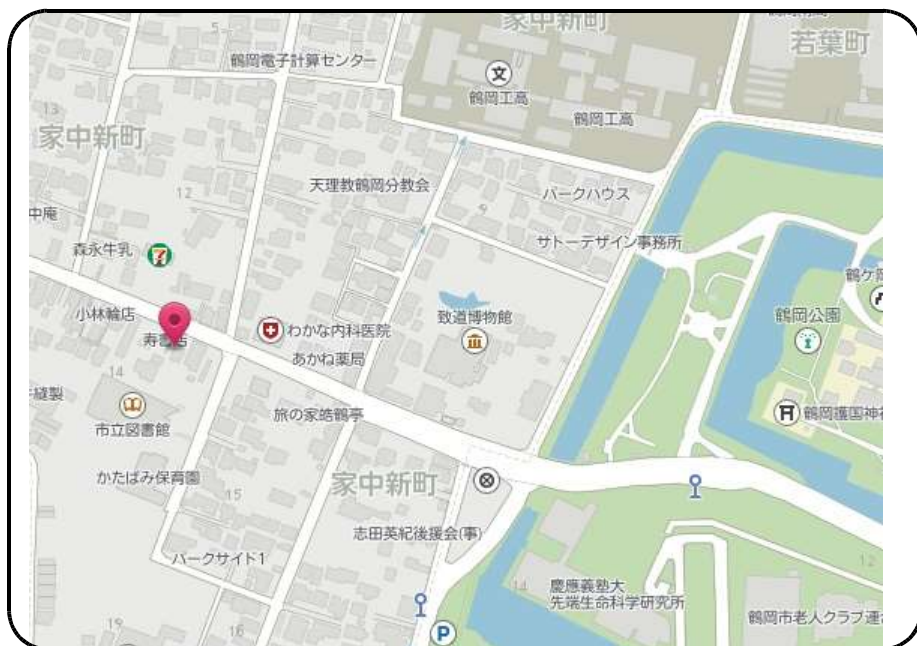 家中新町
若葉町
5
鶴岡電子計算センター
文
鶴岡工高
鶴岡工高
13
家中新町
12
天理教鶴岡分教会
9
パークハウス
中庵
森永牛乳
7
サトーデザイン事務所
鶴ケ岡
小林輪店
わかな内科医院
致道博物館
鶴岡公園
あかね薬局
14
旅の家皓鶴亭
鶴岡護国神社
市立図書館
かたばみ保育園
家中新町
15
志田英紀後援会(事)
パークサイド1
慶應義塾大
先端生命科学研究所
14
12
鶴岡市老人クラブ連
19
16
P